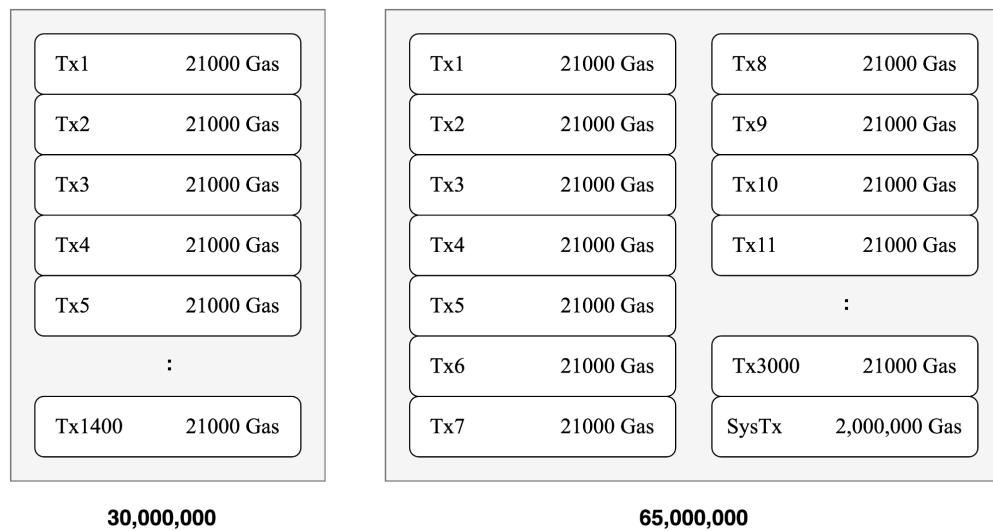 Tx1 21000 Gas
Tx2 21000 Gas
Tx3 21000 Gas
Tx4 21000 Gas
Tx5 21000 Gas
:
Tx1400 21000 Gas
30,000,000
Tx1 21000 Gas
Tx2 21000 Gas
Tx3 21000 Gas
Tx4 21000 Gas
Tx5 21000 Gas
Tx6 21000 Gas
Tx7 21000 Gas
Tx8 21000 Gas
Tx9 21000 Gas
Tx10 21000 Gas
Tx11 21000 Gas
:
Tx3000 21000 Gas
SysTx 2,000,000 Gas
65,000,000